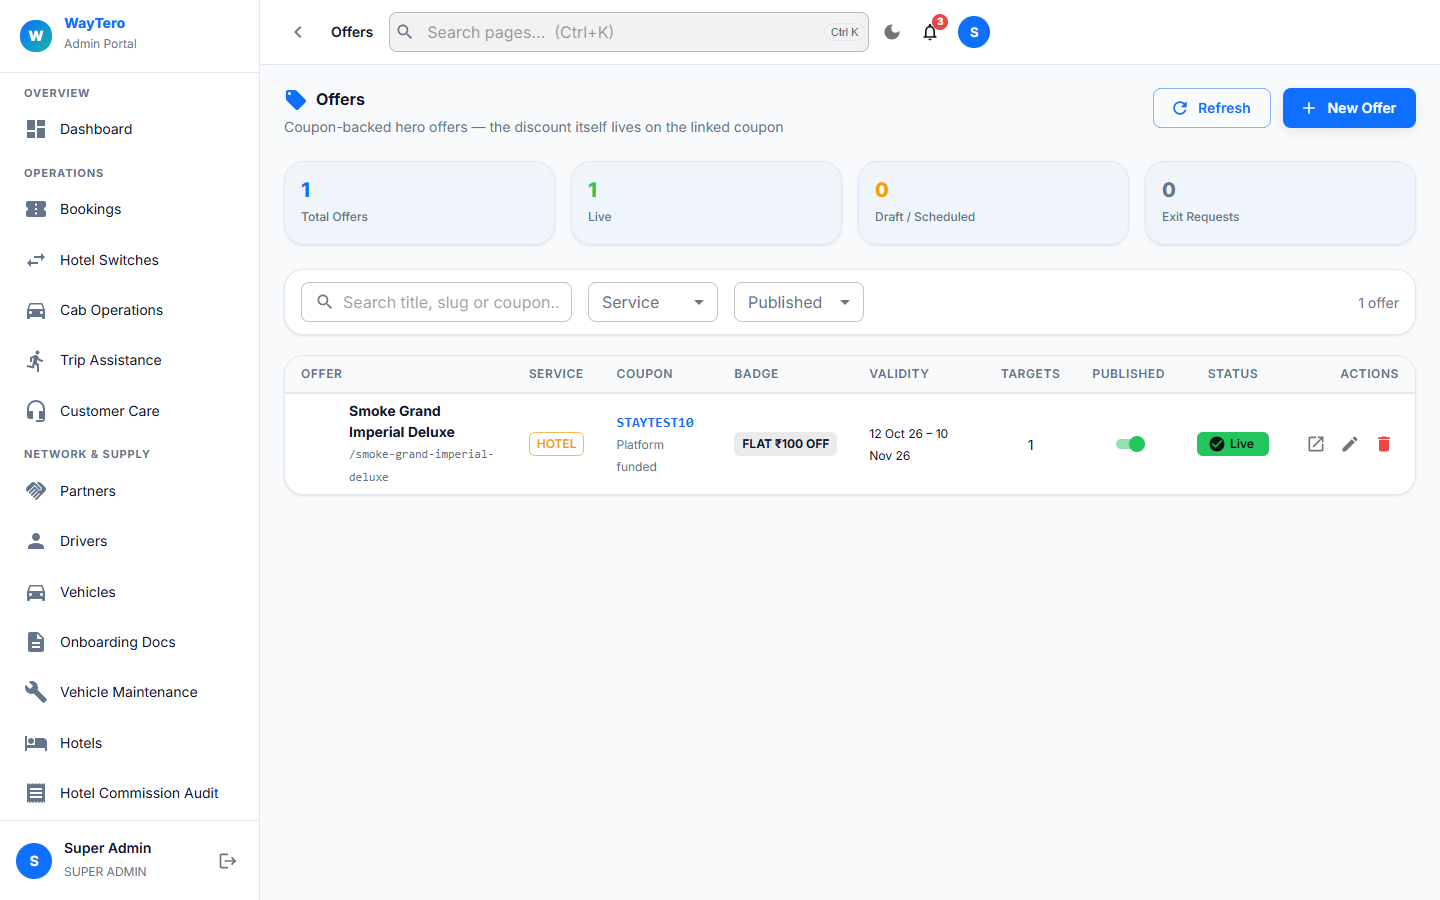 WayTero
Admin Portal
OVERVIEW
Dashboard
OPERATIONS
Bookings
Hotel Switches
Cab Operations
Trip Assistance
Customer Care
NETWORK & SUPPLY
Partners
Drivers
Vehicles
Onboarding Docs
Vehicle Maintenance
Hotels
Hotel Commission Audit
S
Super Admin
SUPER ADMIN
Offers
Search pages... (Ctrl+K)
Ctrl K
3
S
Offers
Coupon-backed hero offers — the discount itself lives on the linked coupon
Refresh
New Offer
1
Total Offers
1
Live
0
Draft / Scheduled
0
Exit Requests
Search title, slug or coupon..
Service
Published
1 offer
OFFER SERVICE COUPON BADGE VALIDITY TARGETS PUBLISHED STATUS ACTIONS
Smoke Grand
Imperial Deluxe
/smoke-grand-imperial-
deluxe
HOTEL
STAYTEST10
Platform
funded
FLAT ₹100 OFF
12 Oct 26 – 10
Nov 26
1
Live
W